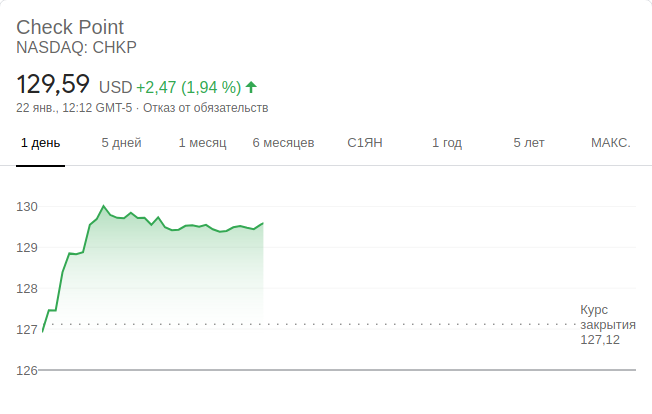 Check Point
NASDAQ: CHKP
129,59 USD +2,47 (1,94 %)
22 янв., 12:12 GMT-5 · Отказ от обязательств
1 день 5 дней 1 месяц 6 месяцев С1ЯН 1 год 5 лет МАКС.
130
129
128
127
126
Курс
закрытия
127,12